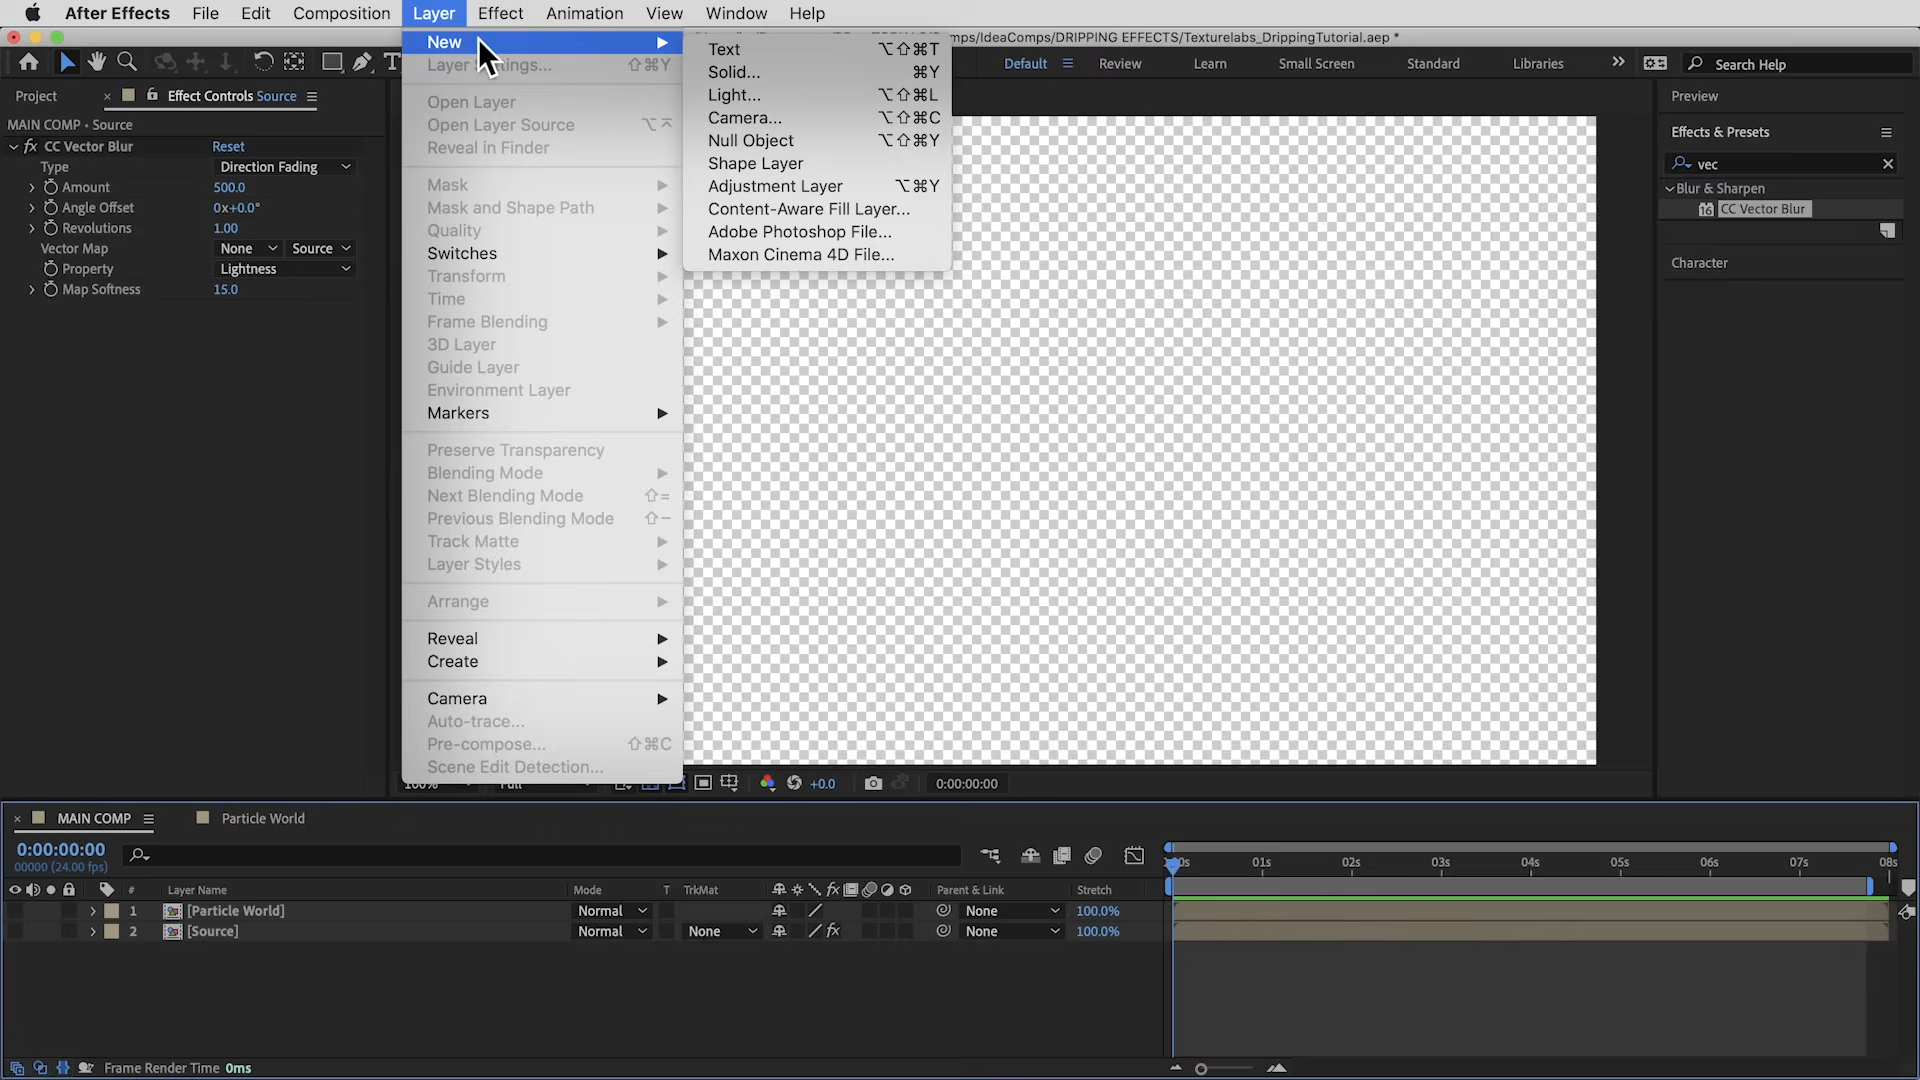 After Effects File Edit Composition Layer Effect Animation View Window Help
mps/IdeaComps/DRIPPING EFFECTS/Texturelabs_DrippingTutorial.aep *
Default Review Learn Small Screen Standard Libraries Search Help
New
Layer
Open Layer
Open Layer Source
Reveal in Finder
Mask
Mask and Shape Path
Quality
Switches
Transform
Time
Frame Blending
3D Layer
Guide Layer
Environment Layer
Markers
Preserve Transparency
Blending Mode
Next Blending Mode ⇧=
Previous Blending Mode ⇧−
Track Matte
Layer Styles
Arrange
Reveal
Create
Camera
Auto-trace...
Pre-compose... ⇧⌘C
Scene Edit Detection...
Text ⌥⇧⌘T
Solid... ⌘Y
Light... ⌥⇧⌘L
Camera... ⌥⇧⌘C
Null Object ⌥⇧⌘Y
Shape Layer
Adjustment Layer ⌥⌘Y
Content-Aware Fill Layer...
Adobe Photoshop File...
Maxon Cinema 4D File...
Project Effect Controls Source
MAIN COMP • Source
fx CC Vector Blur Reset
Type Direction Fading
Amount 500.0
Angle Offset 0x+0.0°
Revolutions 1.00
Vector Map None Source
Property Lightness
Map Softness 15.0
Preview
Effects & Presets
vec
Blur & Sharpen
16 CC Vector Blur
Character
+0.0 0:00:00:00
MAIN COMP Particle World
0:00:00:00
00000 (24.00 fps)
01s 02s 03s 04s 05s 06s 07s 08s
# Layer Name Mode T TrkMat fx Parent & Link Stretch
1 [Particle World] Normal None 100.0%
2 [Source] Normal None fx None 100.0%
Frame Render Time 0ms